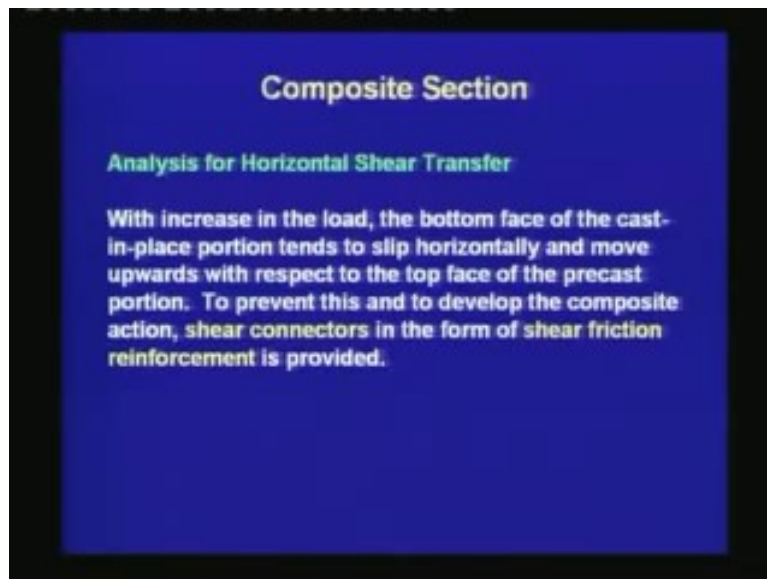 Composite Section
Analysis for Horizontal Shear Transfer
With increase in the load, the bottom face of the cast-
in-place portion tends to slip horizontally and move
upwards with respect to the top face of the precast
portion. To prevent this and to develop the composite
action, shear connectors in the form of shear friction
reinforcement is provided.